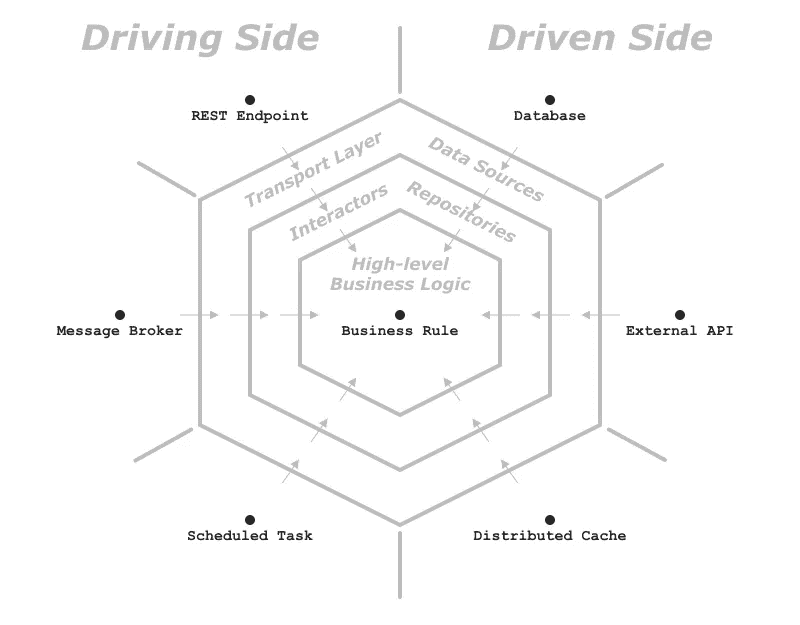 Driving Side
Driven Side
REST Endpoint
Database
Transport Layer
Data Sources
Interactors
Repositories
High-level
Business Logic
Message Broker
Business Rule
External API
Scheduled Task
Distributed Cache